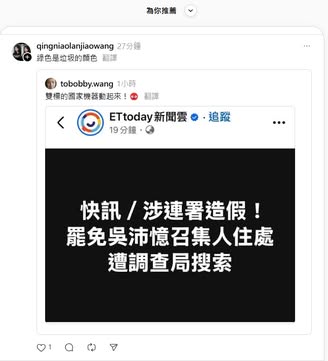 為你推薦
qingniaolanjiaowang 27分鐘
綠色是垃圾的顏色 翻譯
tobobby.wang 1小時
雙標的國家機器動起來！ 翻譯
ETtoday新聞雲 · 追蹤
19分鐘 ·
快訊／涉連署造假！
罷免吳沛憶召集人住處
遭調查局搜索
1